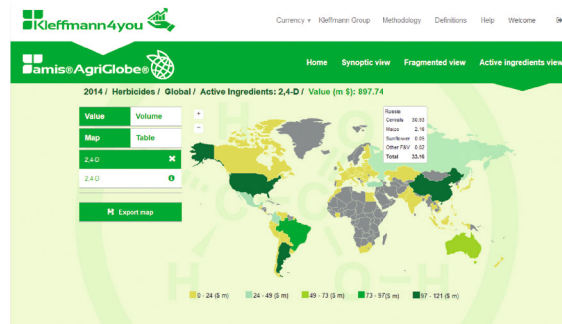 Kleffmann4you
Currency Kleffmann Group Methodology Definitions Help Welcome
amis®AgriGlobe®
Home Synoptic view Fragmented view Active ingredients view
2014 / Herbicides / Global / Active Ingredients: 2,4-D / Value (m $): 897.74
Value Volume
Map Table
2,4-D
2,4-D
Export map
+
-
Russia
Cereals 30.93
Maize 2.16
Sunflower 0.05
Other F&V 0.02
Total 33.16
0 - 24 ($ m) 24 - 49 ($ m) 49 - 73 ($ m) 73 - 97($ m) 97 - 121 ($ m)